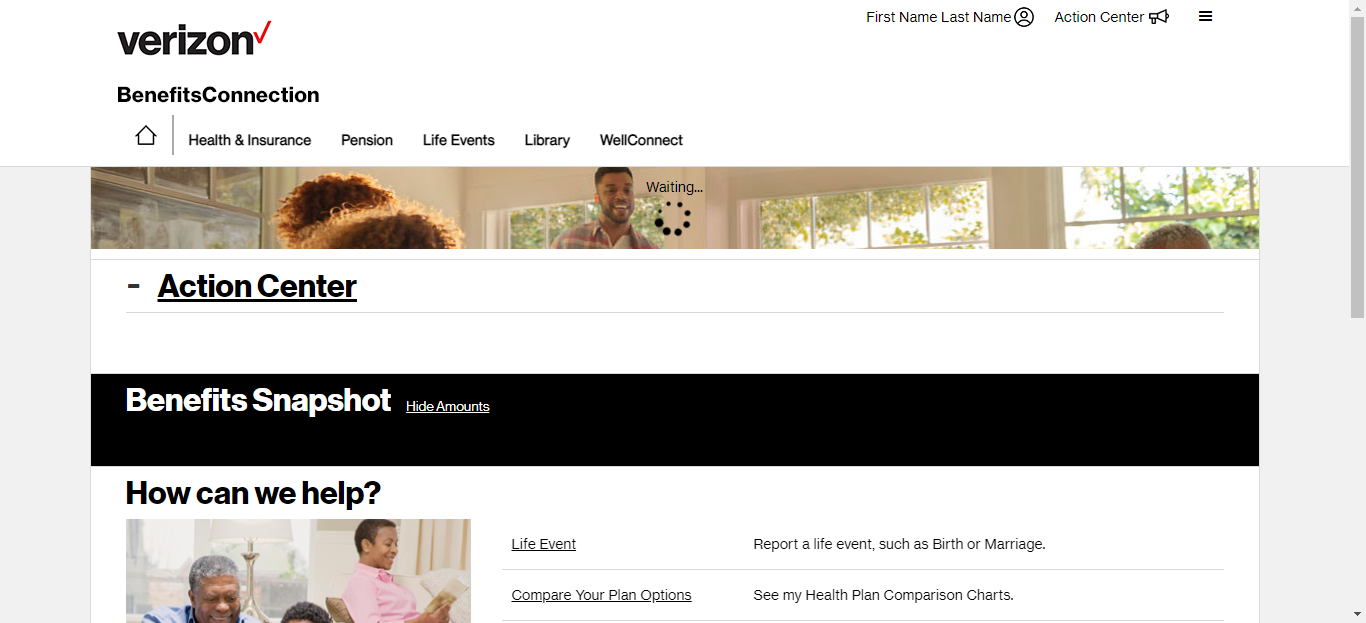 First Name Last Name Action Center
verizon
BenefitsConnection
Health & Insurance Pension Life Events Library WellConnect
Waiting...
- Action Center
Benefits Snapshot Hide Amounts
How can we help?
Life Event Report a life event, such as Birth or Marriage.
Compare Your Plan Options See my Health Plan Comparison Charts.